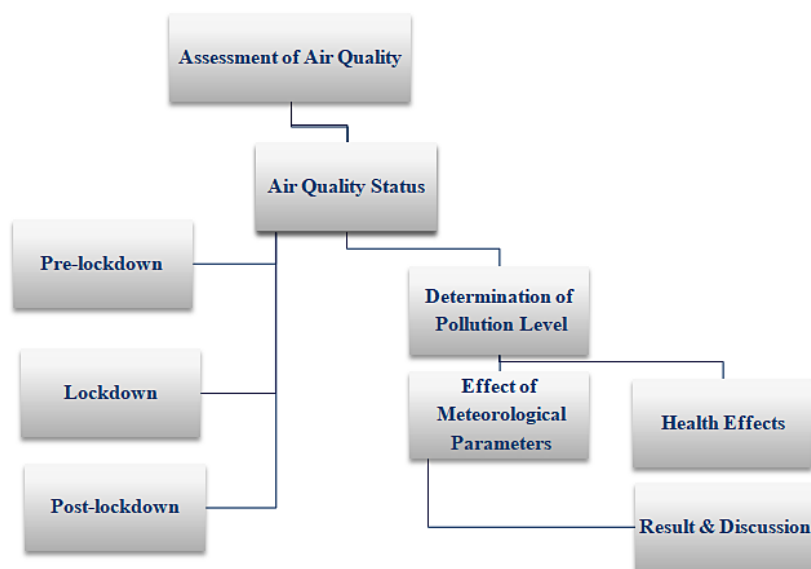 Assessment of Air Quality
Air Quality Status
Pre-lockdown
Lockdown
Post-lockdown
Determination of
Pollution Level
Effect of
Meteorological
Parameters
Health Effects
Result & Discussion